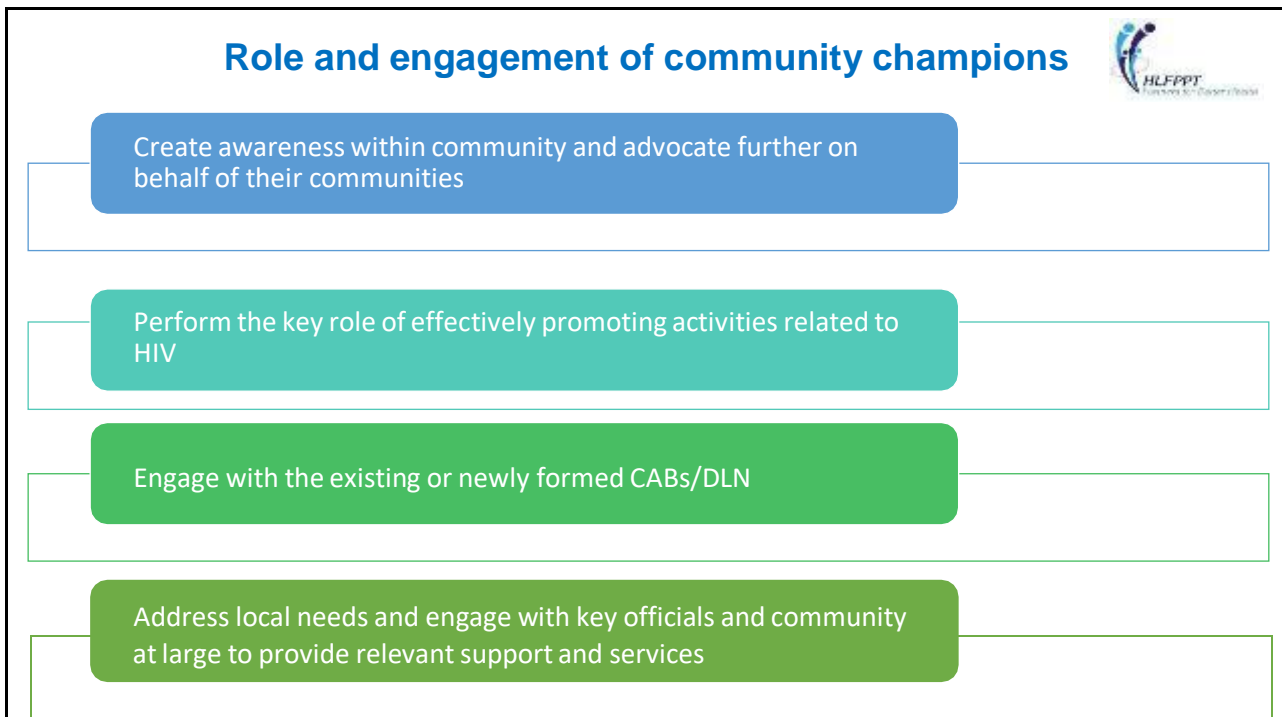 Role and engagement of community champions
HLFPPT
Create awareness within community and advocate further on
behalf of their communities
Perform the key role of effectively promoting activities related to
HIV
Engage with the existing or newly formed CABs/DLN
Address local needs and engage with key officials and community
at large to provide relevant support and services